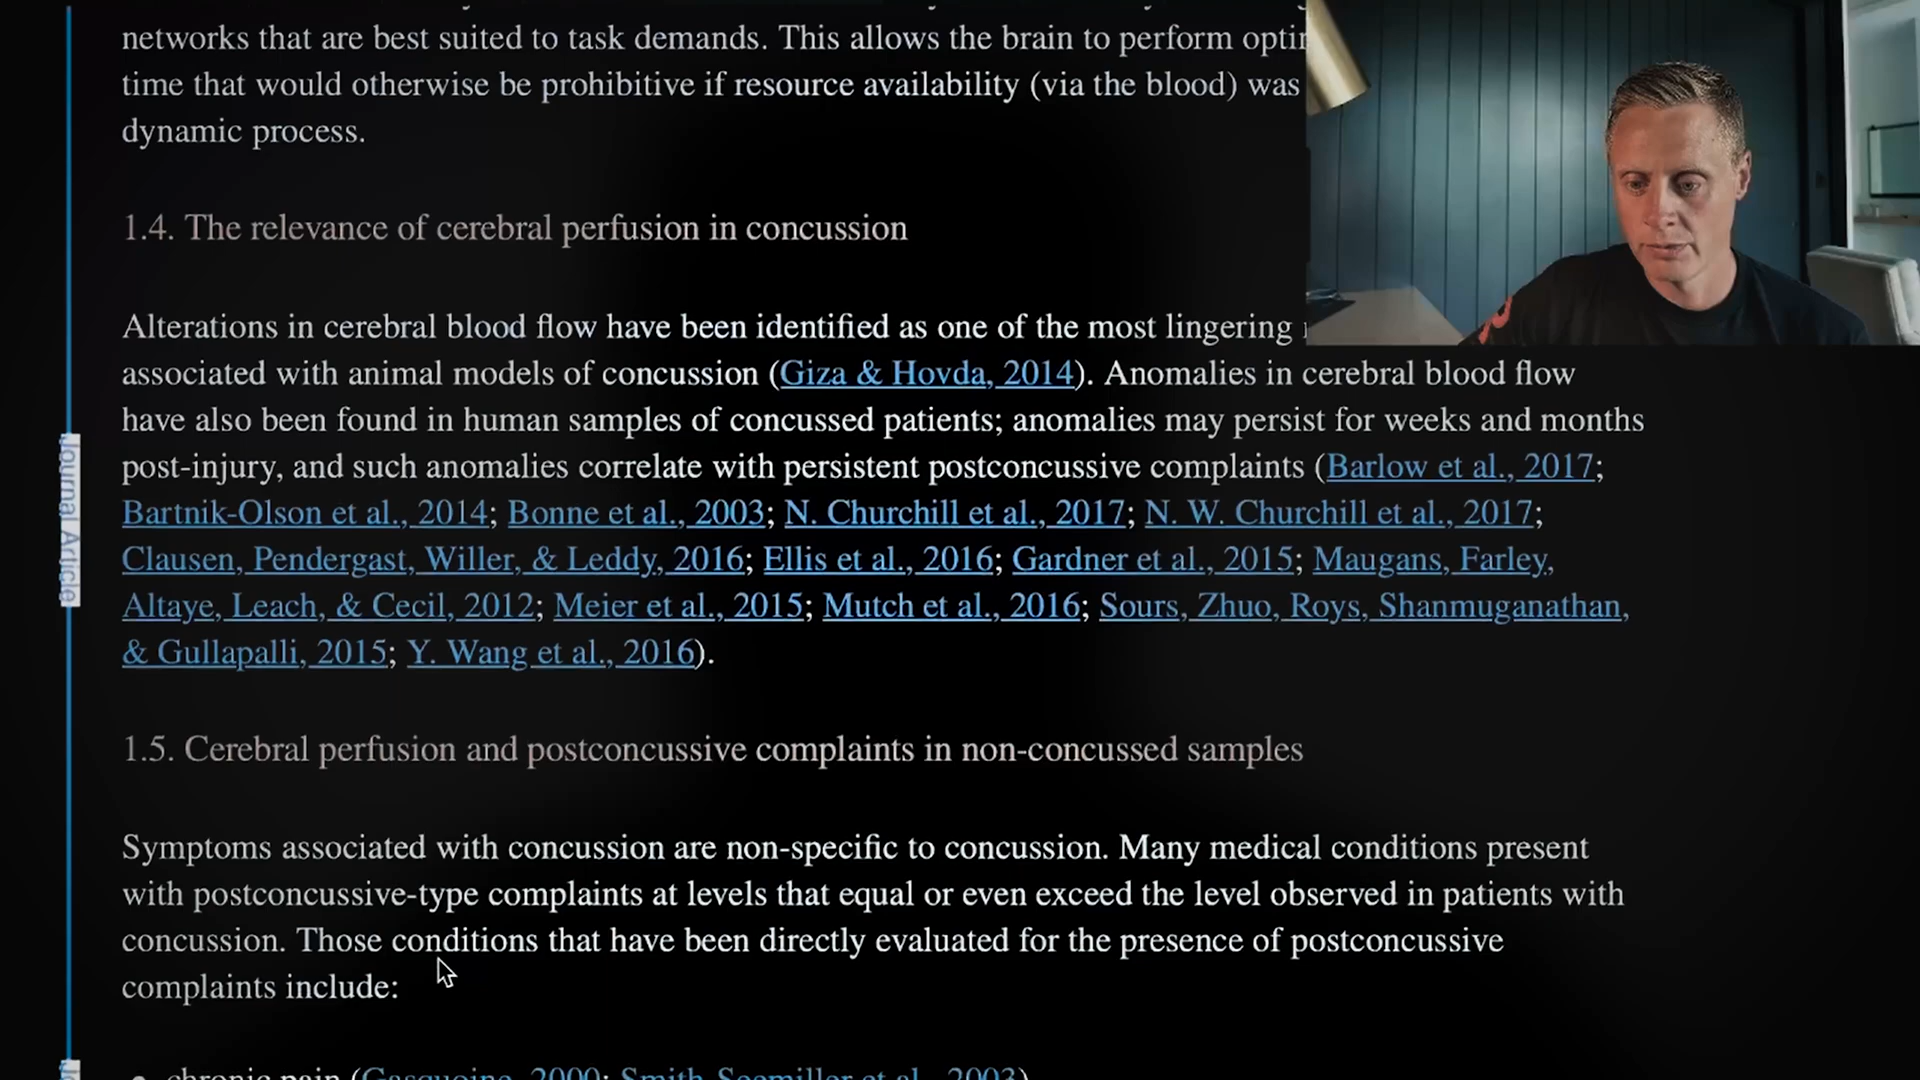 networks that are best suited to task demands. This allows the brain to perform
time that would otherwise be prohibitive if resource availability (via the blood) was
dynamic process.
1.4. The relevance of cerebral perfusion in concussion
Alterations in cerebral blood flow have been identified as one of the most lingering
associated with animal models of concussion (Giza & Hovda, 2014). Anomalies in cerebral blood flow
have also been found in human samples of concussed patients; anomalies may persist for weeks and months
post-injury, and such anomalies correlate with persistent postconcussive complaints (Barlow et al., 2017;
Bartnik-Olson et al., 2014; Bonne et al., 2003; N. Churchill et al., 2017; N. W. Churchill et al., 2017;
Clausen, Pendergast, Willer, & Leddy, 2016; Ellis et al., 2016; Gardner et al., 2015; Maugans, Farley,
Altaye, Leach, & Cecil, 2012; Meier et al., 2015; Mutch et al., 2016; Sours, Zhuo, Roys, Shanmuganathan,
& Gullapalli, 2015; Y. Wang et al., 2016).
1.5. Cerebral perfusion and postconcussive complaints in non-concussed samples
Symptoms associated with concussion are non-specific to concussion. Many medical conditions present
with postconcussive-type complaints at levels that equal or even exceed the level observed in patients with
concussion. Those conditions that have been directly evaluated for the presence of postconcussive
complaints include:
chronic pain (Gasquoine, 2000; Smith-Seemiller et al., 2003)
Journal Article